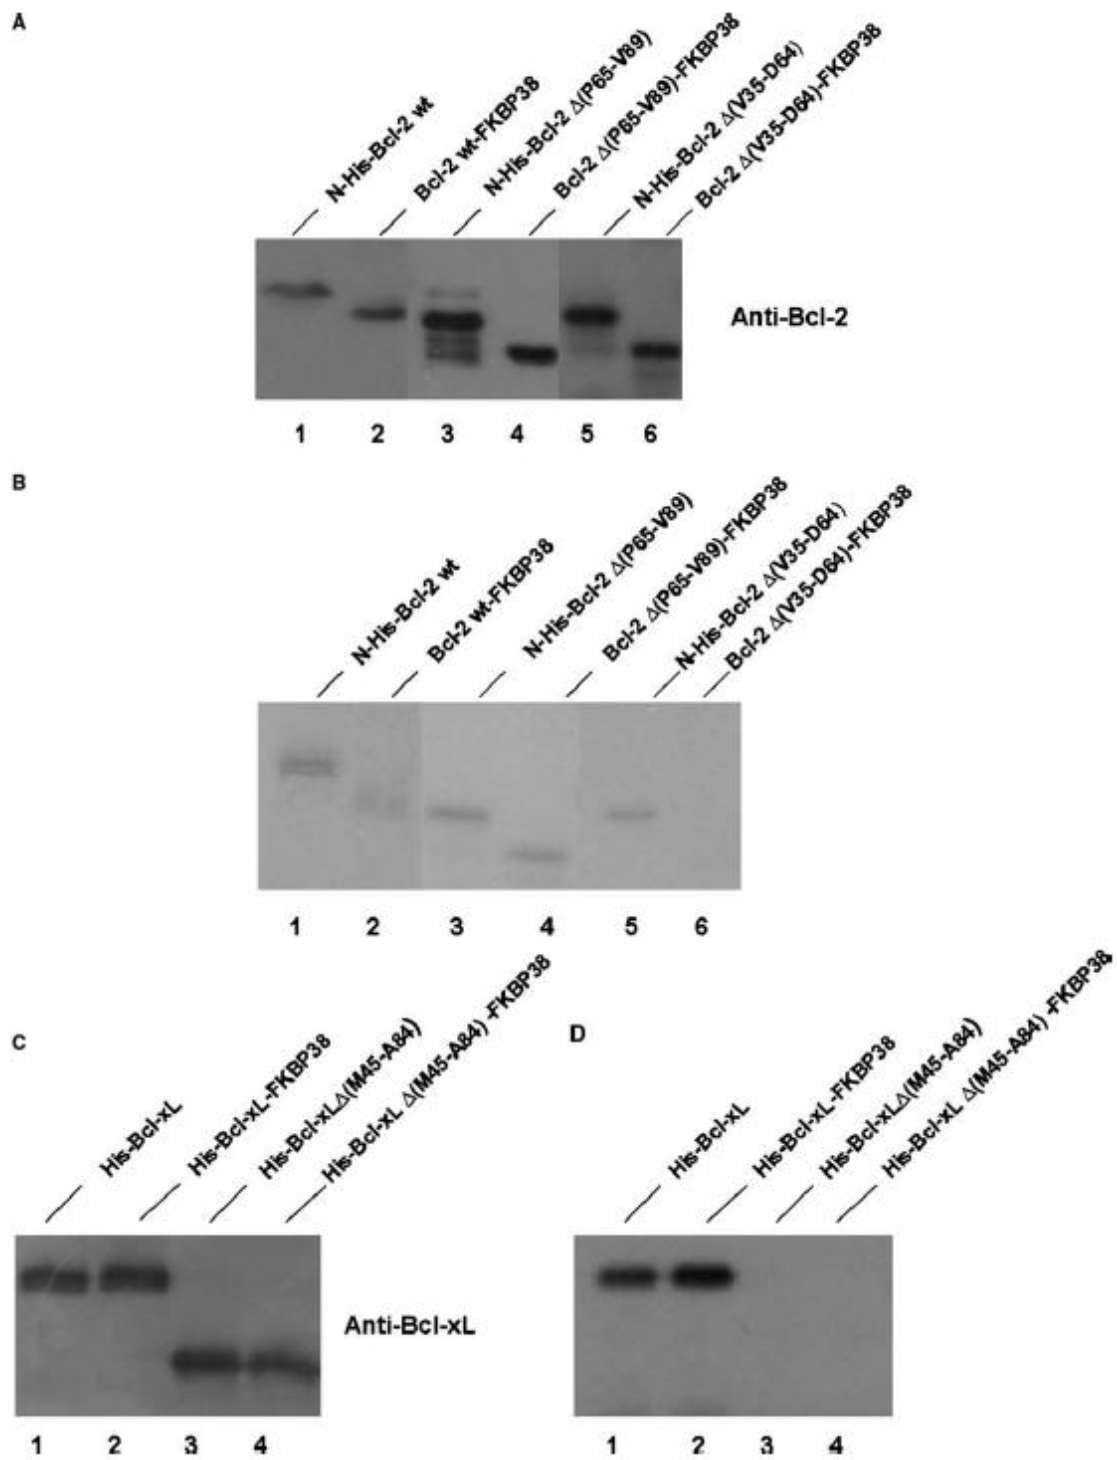 A
N-His-Bcl-2 wt
Bcl-2 wt-FKBP38
N-His-Bcl-2 Δ(P65-V89)
Bcl-2 Δ(P65-V89)-FKBP38
N-His-Bcl-2 Δ(V35-D64)
Bcl-2 Δ(V35-D64)-FKBP38
Anti-Bcl-2
1 2 3 4 5 6
B
N-His-Bcl-2 wt
Bcl-2 wt-FKBP38
N-His-Bcl-2 Δ(P65-V89)
Bcl-2 Δ(P65-V89)-FKBP38
N-His-Bcl-2 Δ(V35-D64)
Bcl-2 Δ(V35-D64)-FKBP38
1 2 3 4 5 6
C
His-Bcl-xL
His-Bcl-xL-FKBP38
His-Bcl-xLΔ(M45-A84)
His-Bcl-xL Δ(M45-A84) -FKBP38
Anti-Bcl-xL
1 2 3 4
D
His-Bcl-xL
His-Bcl-xL-FKBP38
His-Bcl-xLΔ(M45-A84)
His-Bcl-xL Δ(M45-A84) -FKBP38
1 2 3 4